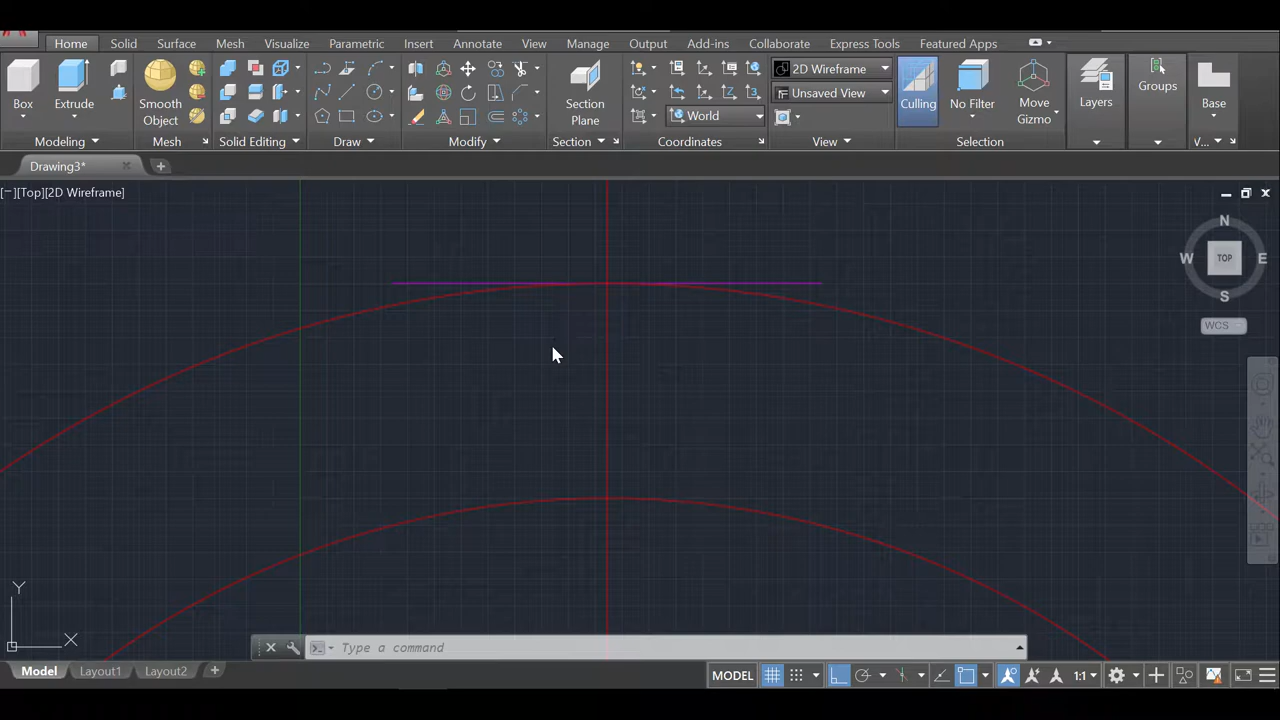 Home Solid Surface Mesh Visualize Parametric Insert Annotate View Manage Output Add-ins Collaborate Express Tools Featured Apps
2D Wireframe
Unsaved View
World
Box Extrude Smooth Object Section Plane Culling No Filter Move Gizmo Layers Groups Base
Modeling Mesh Solid Editing Draw Modify Section Coordinates View Selection V...
Drawing3*
[−][Top][2D Wireframe]
N
W TOP E
S
WCS
Y
X
Type a command
Model Layout1 Layout2 MODEL 1:1